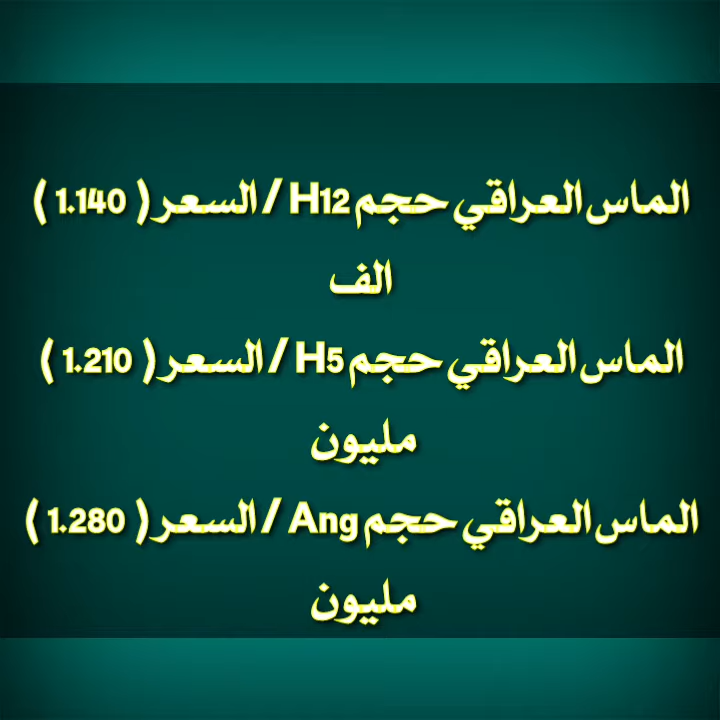 الماس العراقي حجم H12 / السعر ( 1.140 )
الف
الماس العراقي حجم H5 / السعر ( 1.210 )
مليون
الماس العراقي حجم Ang / السعر ( 1.280 )
مليون